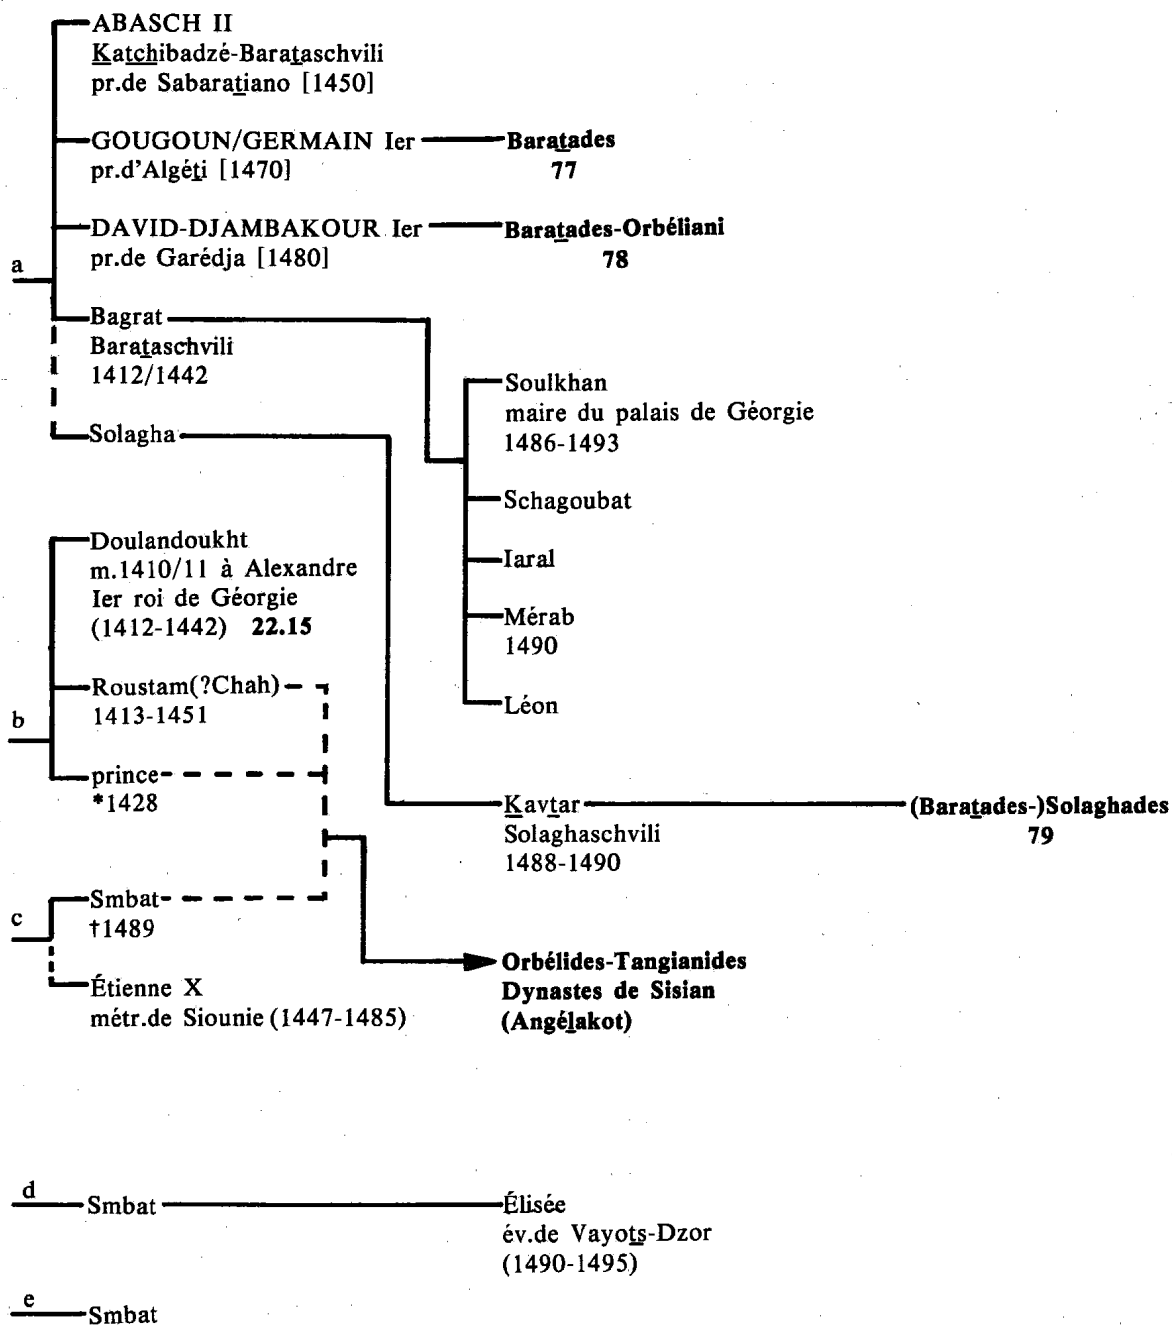 ABASCH II
Katchibadzé-Barataschvili
pr.de Sabaratiano [1450]
GOUGOUN/GERMAIN Ier
pr.d'Algéti [1470]
Baratades
77
DAVID-DJAMBAKOUR Ier
pr.de Garédja [1480]
Baratades-Orbéliani
78
a
Bagrat
Barataschvili
1412/1442
Solagha
Soulkhan
maire du palais de Géorgie
1486-1493
Schagoubat
Iaral
Mérab
1490
Léon
b
Doulandoukht
m.1410/11 à Alexandre
Ier roi de Géorgie
(1412-1442) 22.15
Roustam(?Chah)
1413-1451
prince
*1428
Kavtar
Solaghaschvili
1488-1490
(Baratades-)Solaghades
79
c
Smbat
†1489
Étienne X
métr.de Siounie (1447-1485)
Orbélides-Tangianides
Dynastes de Sisian
(Angélakot)
d
Smbat
Élisée
év.de Vayots-Dzor
(1490-1495)
e
Smbat